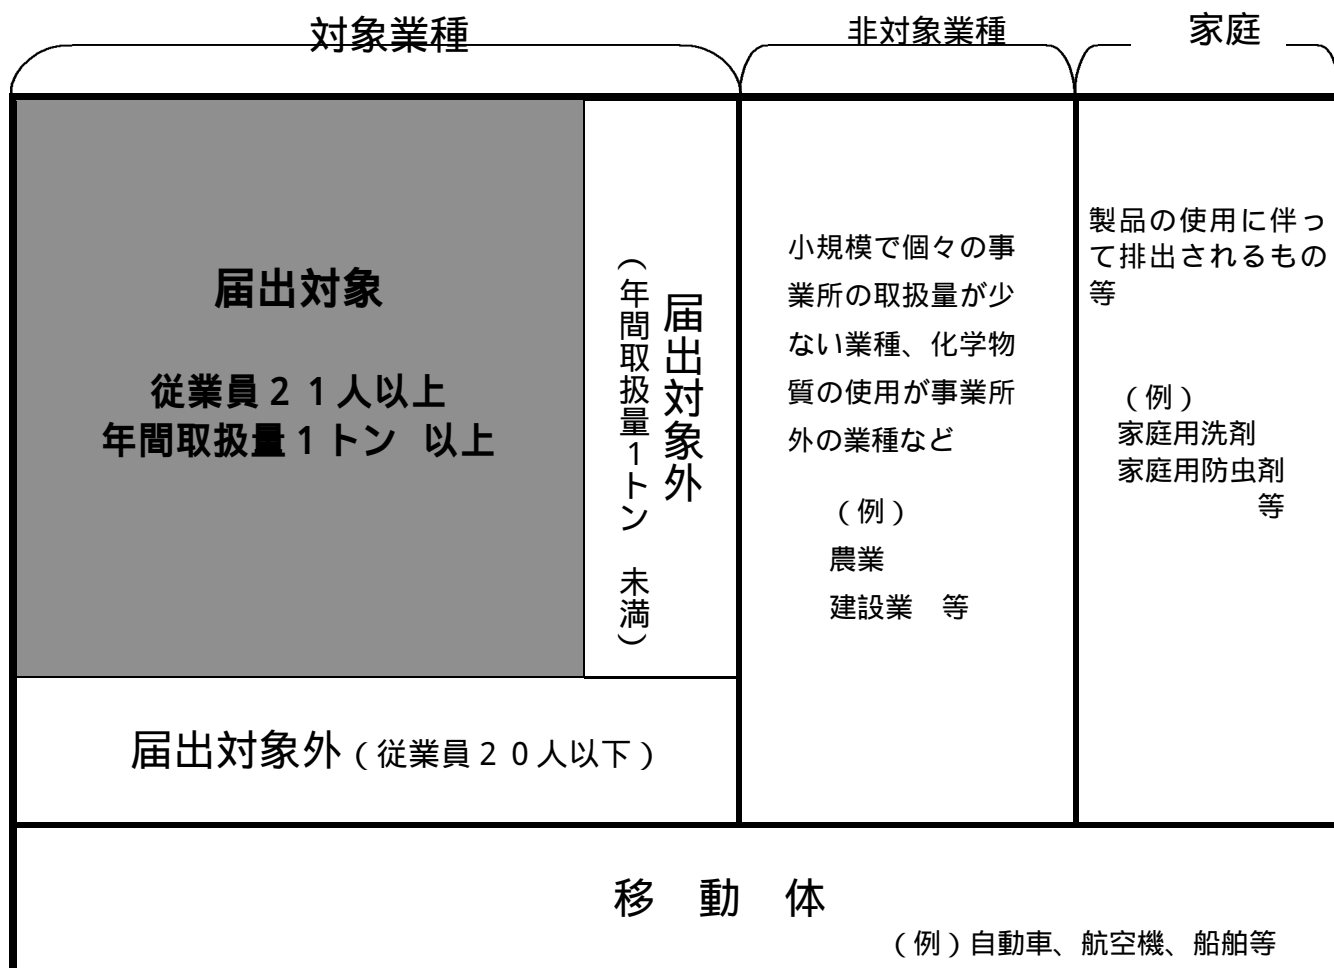 対象業種
非対象業種
家庭
届出対象
従業員21人以上
年間取扱量1トン 以上
届出対象外
(年間取扱量1トン 未満)
届出対象外(従業員20人以下)
小規模で個々の事
業所の取扱量が少
ない業種、化学物
質の使用が事業所
外の業種など
(例)
農業
建設業 等
製品の使用に伴っ
て排出されるもの
等
(例)
家庭用洗剤
家庭用防虫剤
等
移 動 体
(例)自動車、航空機、船舶等